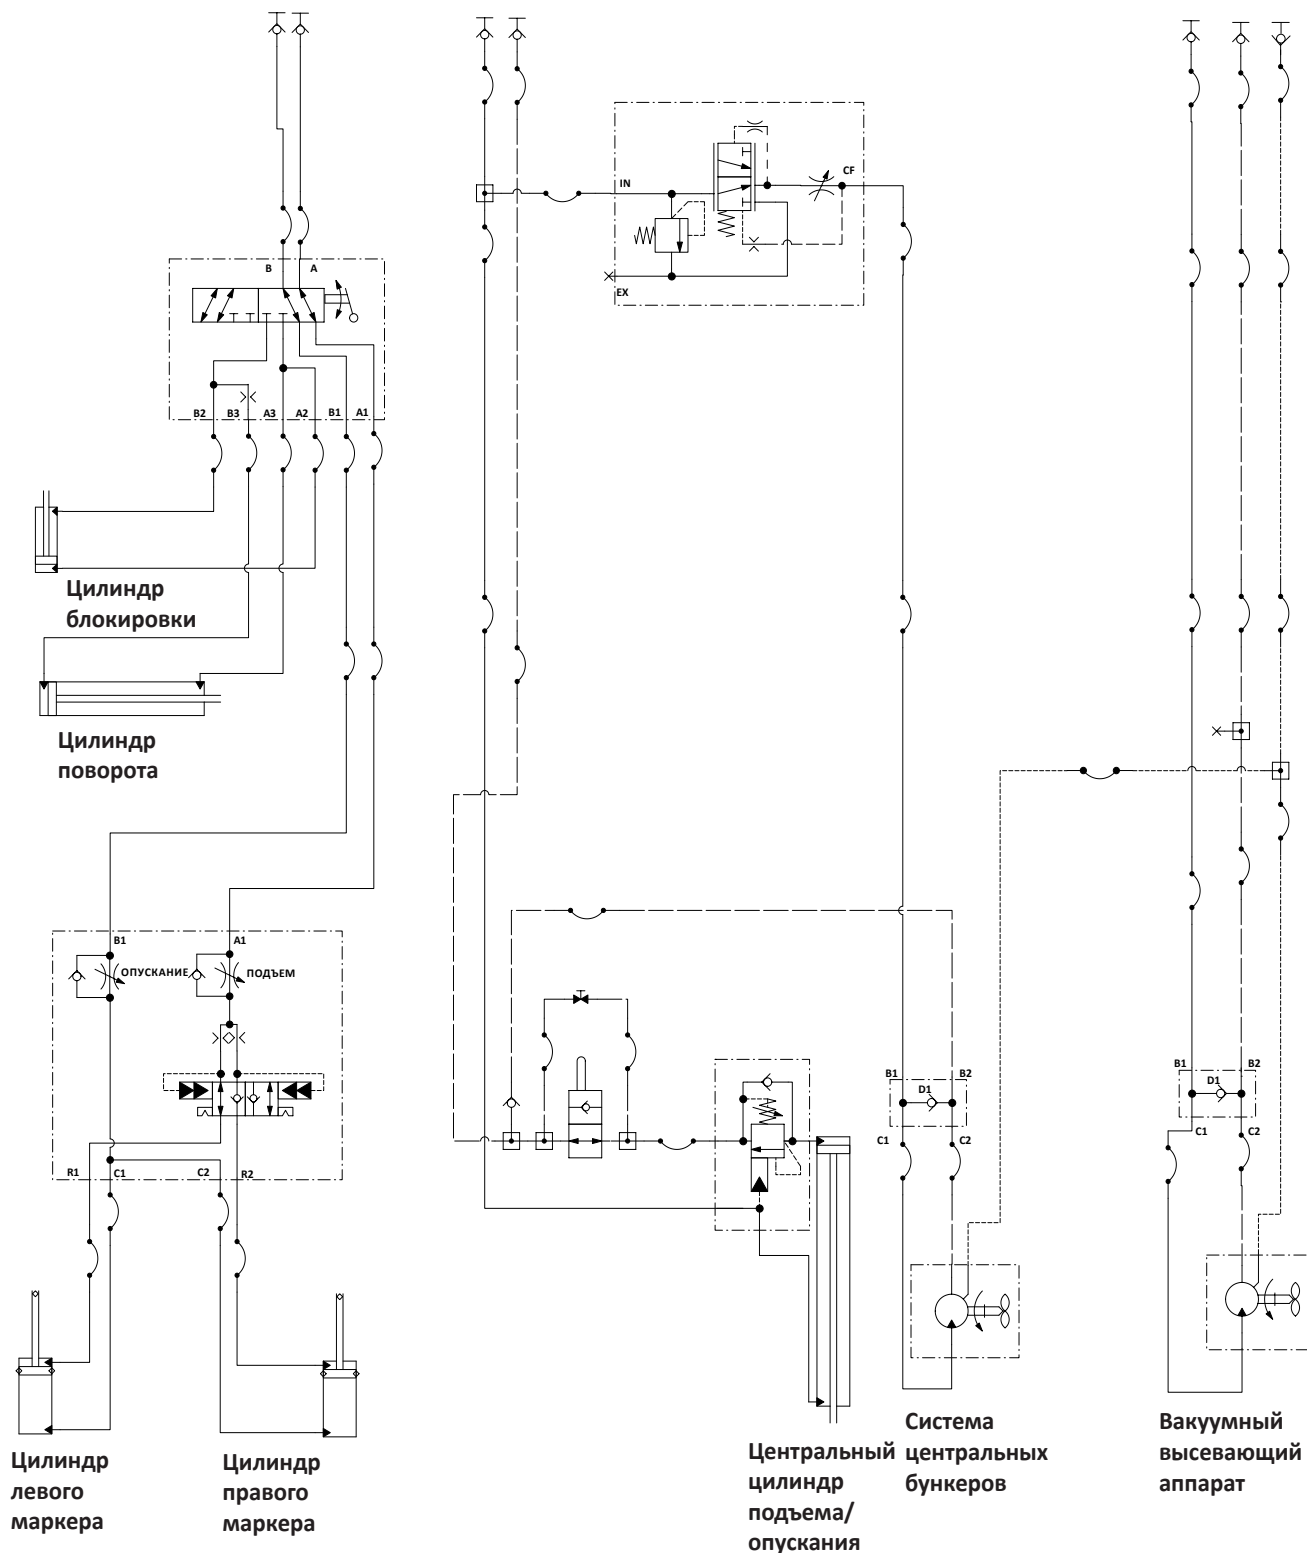 IN
CF
EX
B
A
B2
B3
A3
A2
B1
A1
Цилиндр
блокировки
Цилиндр
поворота
B1
A1
ОПУСКАНИЕ
ПОДЪЕМ
R1
C1
C2
R2
B1
B2
D1
C1
C2
B1
B2
D1
C1
C2
Цилиндр
левого
маркера
Цилиндр
правого
маркера
Центральный
цилиндр
подъема/
опускания
Система
центральных
бункеров
Вакуумный
высевающий
аппарат